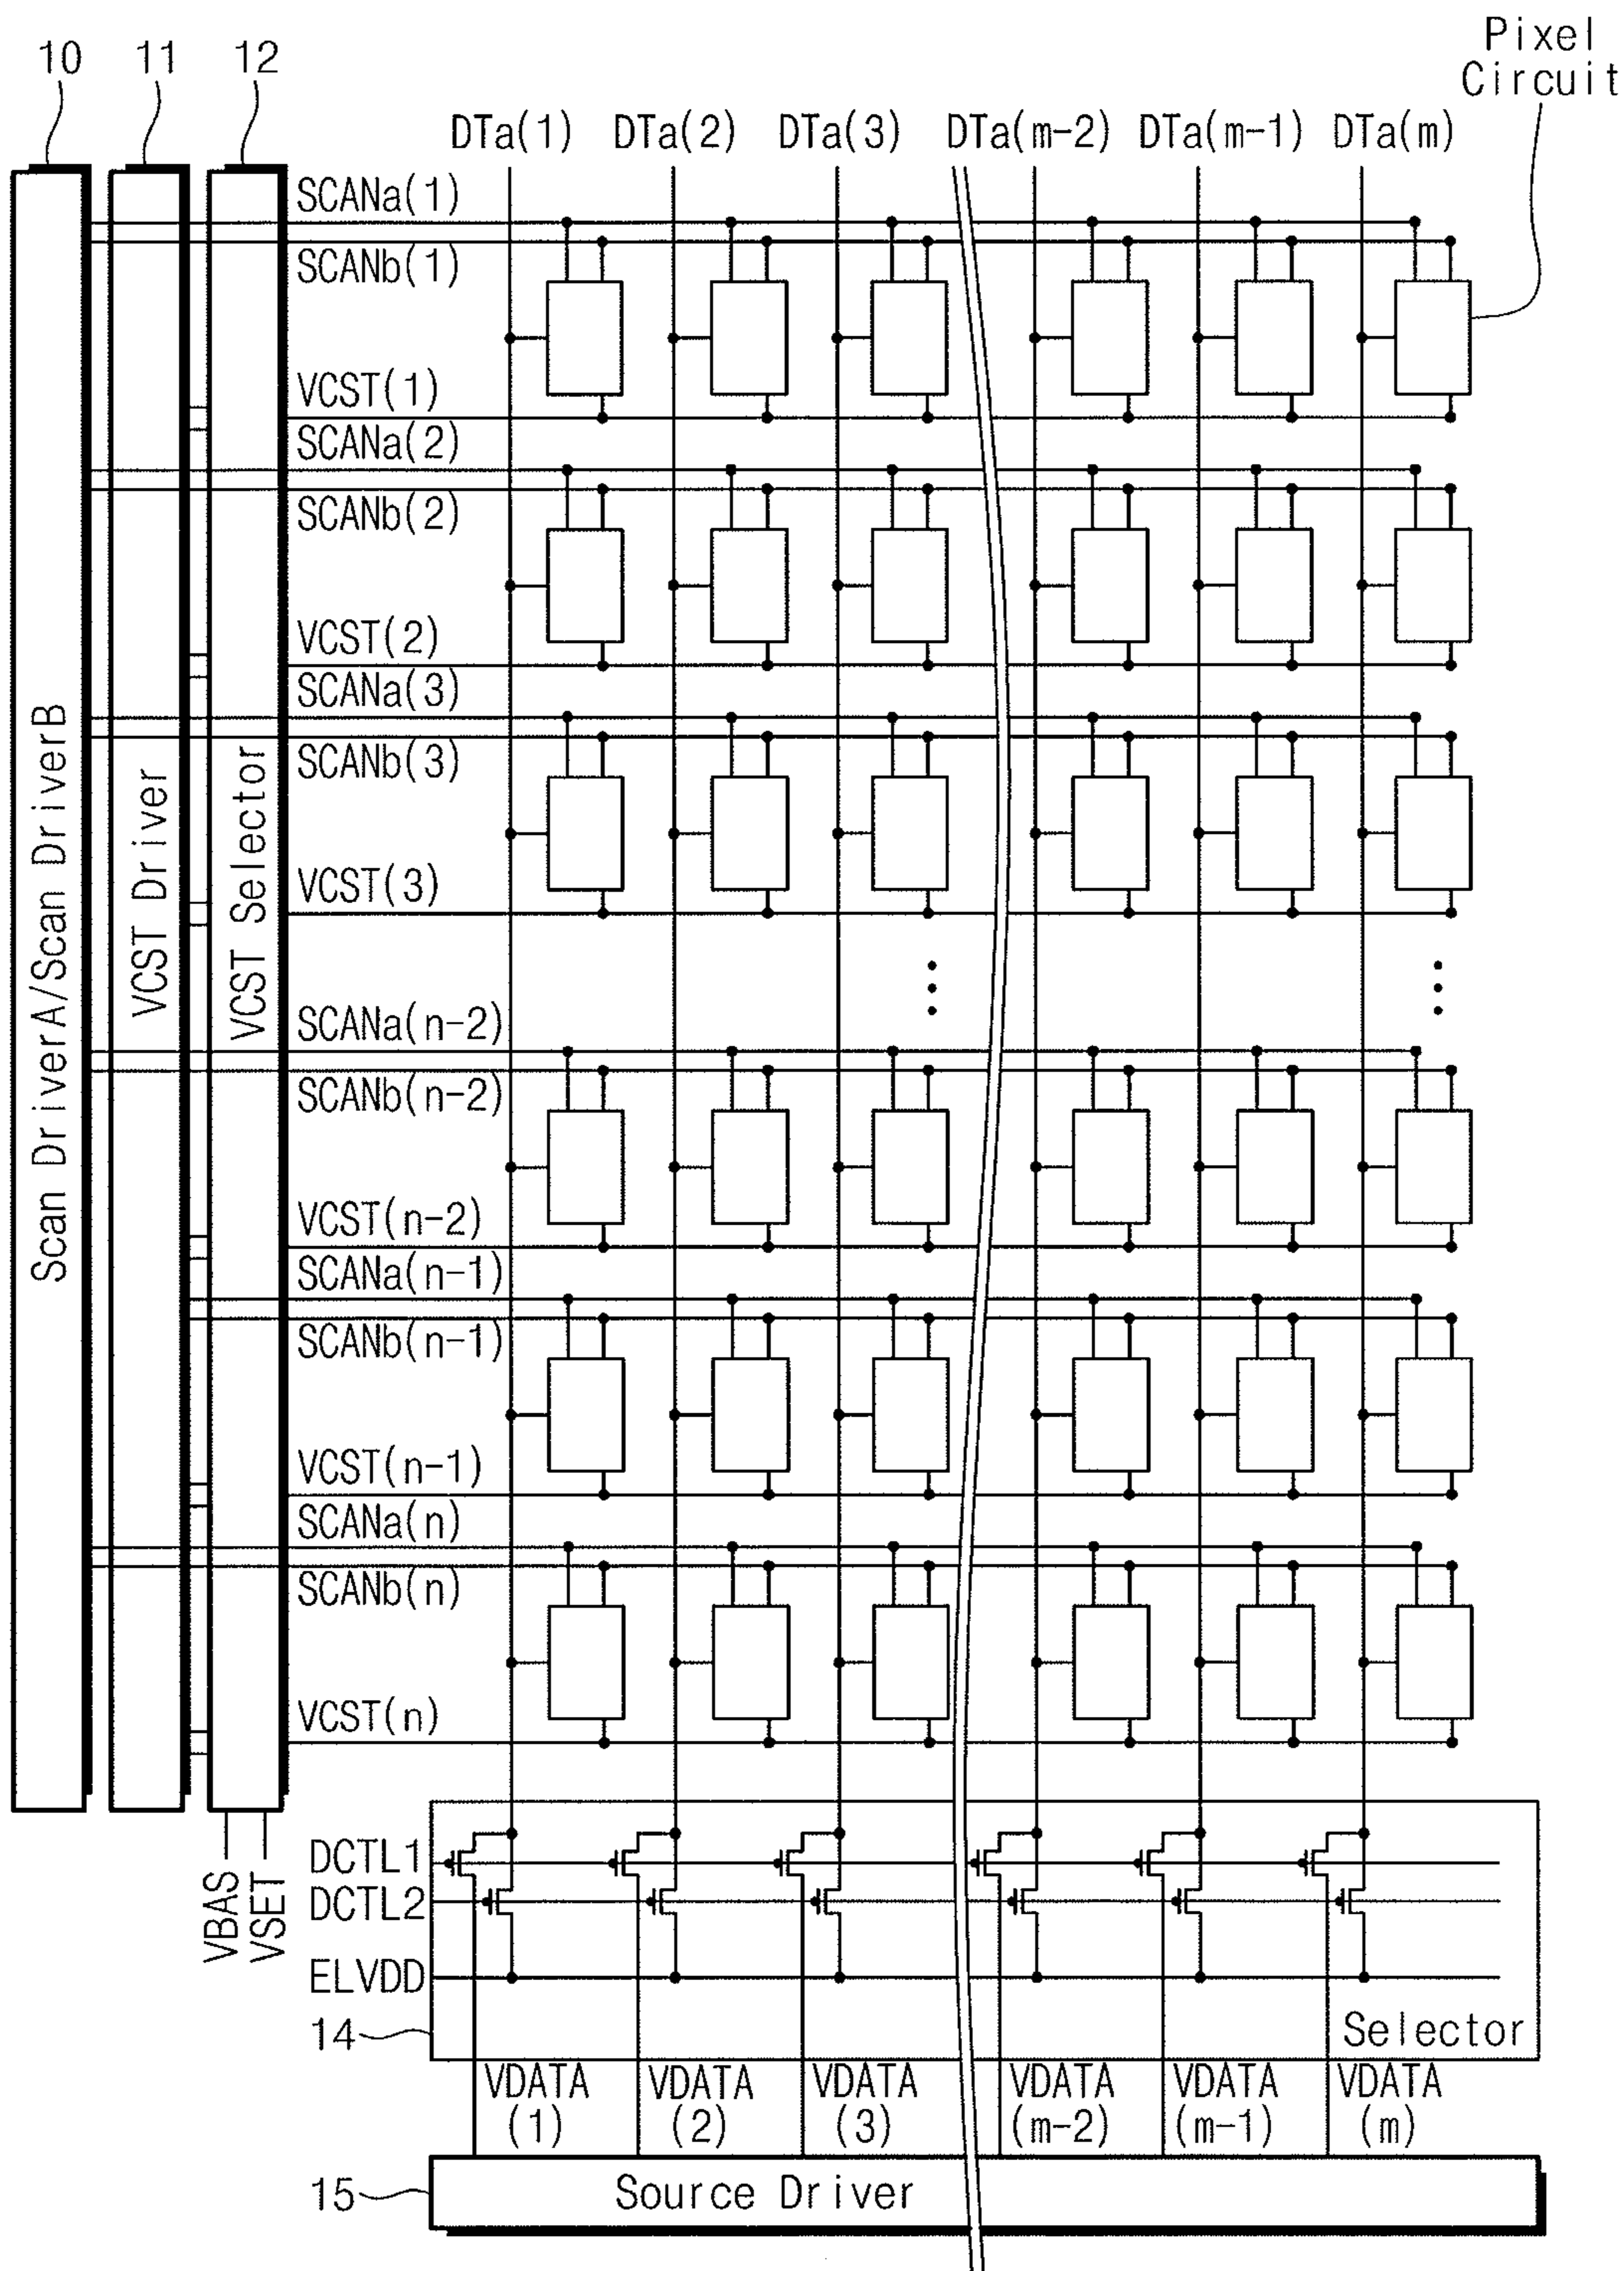 Pixel
Circuit
10 11 12
DTa(1) DTa(2) DTa(3) DTa(m-2) DTa(m-1) DTa(m)
SCANa(1)
SCANb(1)
VCST(1)
SCANa(2)
SCANb(2)
VCST(2)
SCANa(3)
SCANb(3)
VCST(3)
SCANa(n-2)
SCANb(n-2)
VCST(n-2)
SCANa(n-1)
SCANb(n-1)
VCST(n-1)
SCANa(n)
SCANb(n)
VCST(n)
Scan DriverA/Scan DriverB
VCST Driver
VCST Selector
VBAS
VSET
DCTL1
DCTL2
ELVDD
14
Selector
VDATA (1) VDATA (2) VDATA (3) VDATA (m-2) VDATA (m-1) VDATA (m)
15
Source Driver